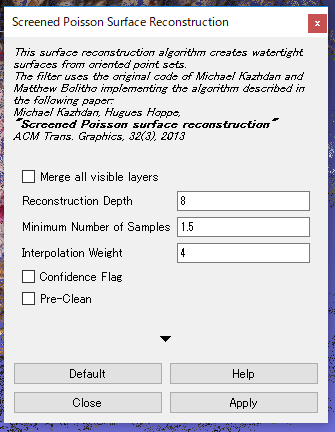 Screened Poisson Surface Reconstruction
x
This surface reconstruction algorithm creates watertight
surfaces from oriented point sets.
The filter uses the original code of Michael Kazhdan and
Matthew Bolitho implementing the algorithm described in
the following paper:
Michael Kazhdan, Hugues Hoppe,
"Screened Poisson surface reconstruction"
ACM Trans. Graphics, 32(3), 2013
Merge all visible layers
Reconstruction Depth 8
Minimum Number of Samples 1.5
Interpolation Weight 4
Confidence Flag
Pre-Clean
Default Help
Close Apply